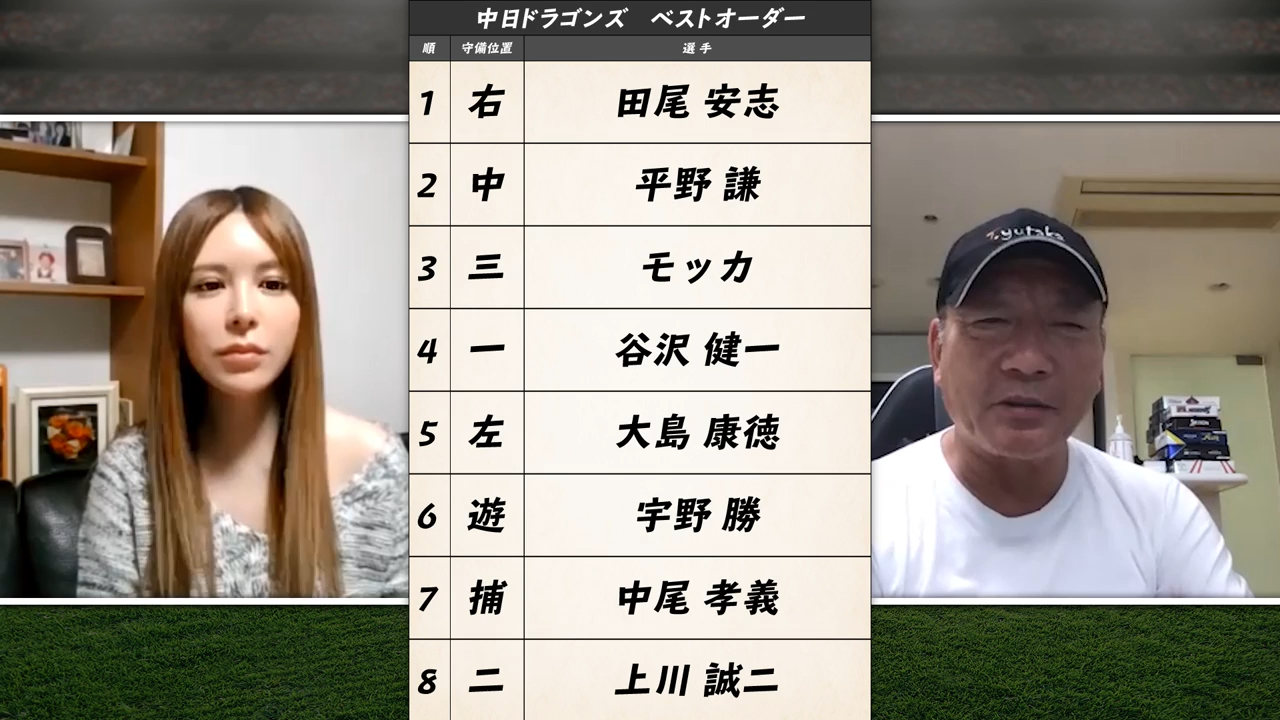 中日ドラゴンズ ベストオーダー
順 守備位置 選手
1 右 田尾 安志
2 中 平野 謙
3 三 モッカ
4 一 谷沢 健一
5 左 大島 康徳
6 遊 宇野 勝
7 捕 中尾 孝義
8 二 上川 誠二
yutaka